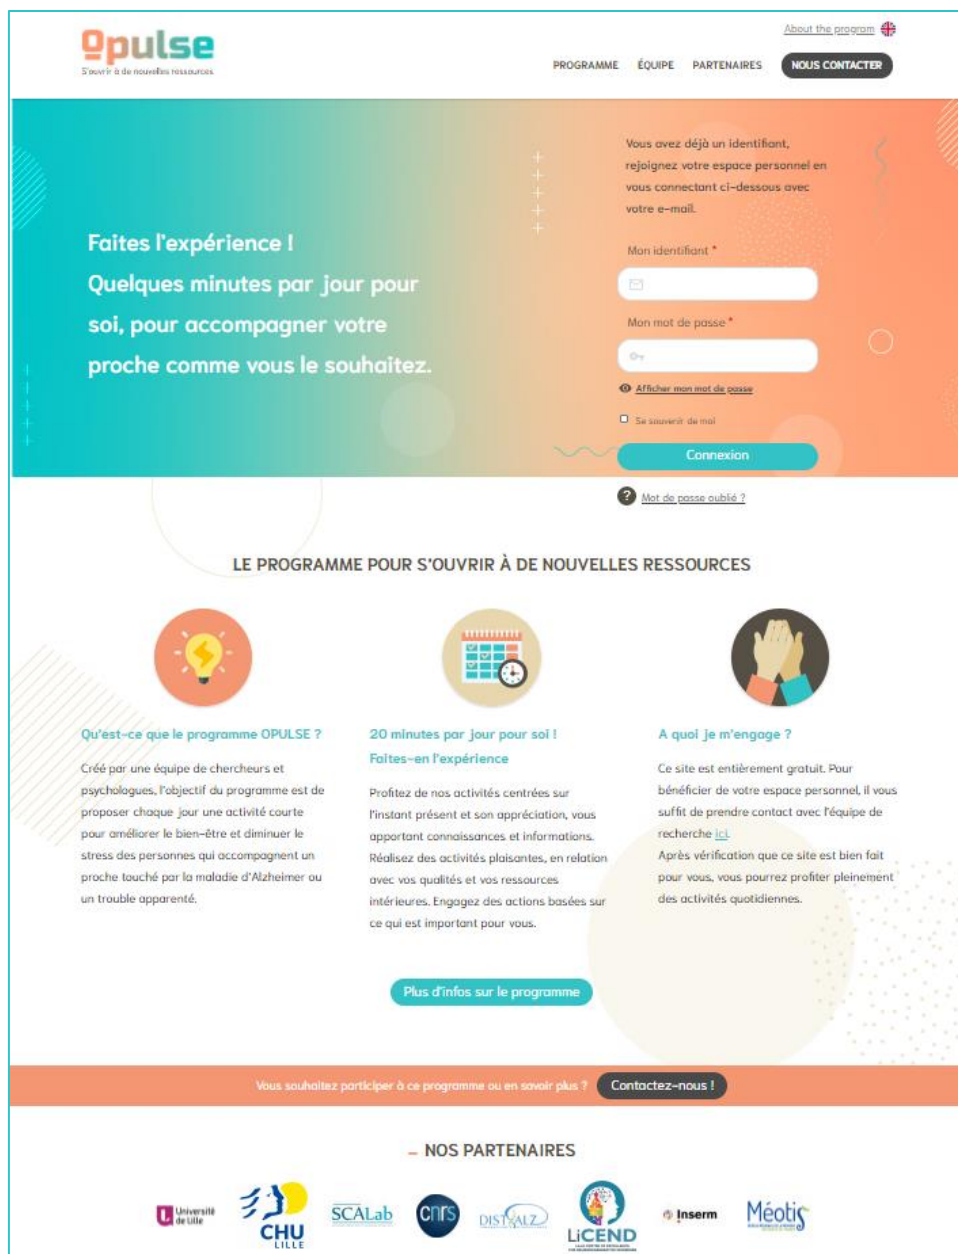 About the program
Opulse
S'ouvrir à de nouvelles ressources
PROGRAMME ÉQUIPE PARTENAIRES NOUS CONTACTER
Vous avez déjà un identifiant,
rejoignez votre espace personnel en
vous connectant ci-dessous avec
votre e-mail.
Faites l'expérience !
Quelques minutes par jour pour
soi, pour accompagner votre
proche comme vous le souhaitez.
Mon identifiant *
Mon mot de passe *
Afficher mon mot de passe
Se souvenir de moi
Connexion
? Mot de passe oublié ?
LE PROGRAMME POUR S'OUVRIR À DE NOUVELLES RESSOURCES
Qu'est-ce que le programme OPULSE ?
Créé par une équipe de chercheurs et
psychologues, l'objectif du programme est de
proposer chaque jour une activité courte
pour améliorer le bien-être et diminuer le
stress des personnes qui accompagnent un
proche touché par la maladie d'Alzheimer ou
un trouble apparenté.
20 minutes par jour pour soi !
Faites-en l'expérience
Profitez de nos activités centrées sur
l'instant présent et son appréciation, vous
apportant connaissances et informations.
Réalisez des activités plaisantes, en relation
avec vos qualités et vos ressources
intérieures. Engagez des actions basées sur
ce qui est important pour vous.
A quoi je m'engage ?
Ce site est entièrement gratuit. Pour
bénéficier de votre espace personnel, il vous
suffit de prendre contact avec l'équipe de
recherche ici.
Après vérification que ce site est bien fait
pour vous, vous pourrez profiter pleinement
des activités quotidiennes.
Plus d'infos sur le programme
Vous souhaitez participer à ce programme ou en savoir plus ? Contactez-nous !
– NOS PARTENAIRES
Université
de Lille
CHU
LILLE
SCALab
cnrs
DISTALZ
LiCEND
Inserm
Méotis